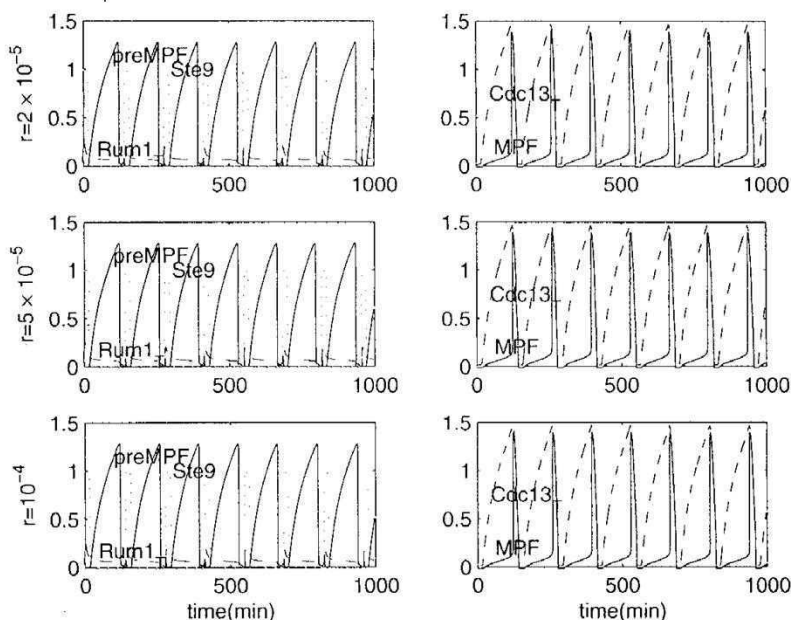 r=2 × 10⁻⁵
1.5
1
0.5
0
preMPF
Ste9
Rum1
0
500
1000
1.5
1
0.5
0
Cdc13
MPF
0
500
1000
r=5 × 10⁻⁵
1.5
1
0.5
0
preMPF
Ste9
Rum1
0
500
1000
1.5
1
0.5
0
Cdc13
MPF
0
500
1000
r=10⁻⁴
1.5
1
0.5
0
preMPF
Ste9
Rum1
0
500
1000
time(min)
1.5
1
0.5
0
Cdc13
MPF
0
500
1000
time(min)